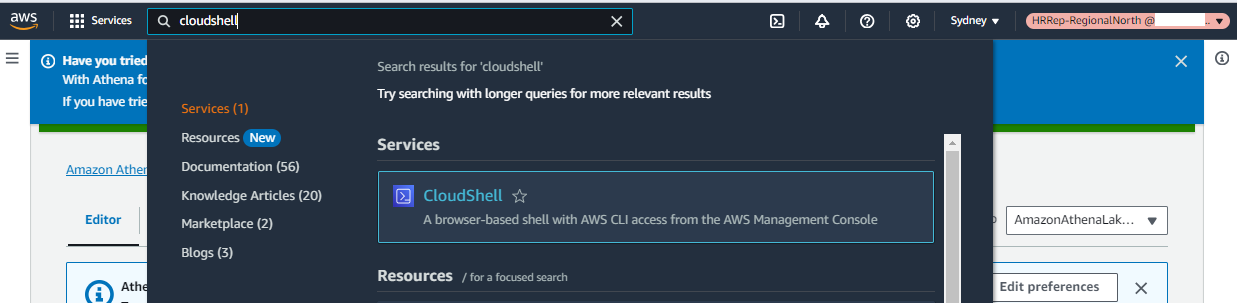 aws
Services
cloudshell
Sydney
HRRep-RegionalNorth @ ..
Have you tried
With Athena fo
If you have trie
Search results for 'cloudshell'
Try searching with longer queries for more relevant results
Services (1)
Resources New
Documentation (56)
Knowledge Articles (20)
Marketplace (2)
Blogs (3)
Services
CloudShell
A browser-based shell with AWS CLI access from the AWS Management Console
Resources / for a focused search
Amazon Athen
Editor
AmazonAthenaLak...
Athe
Edit preferences